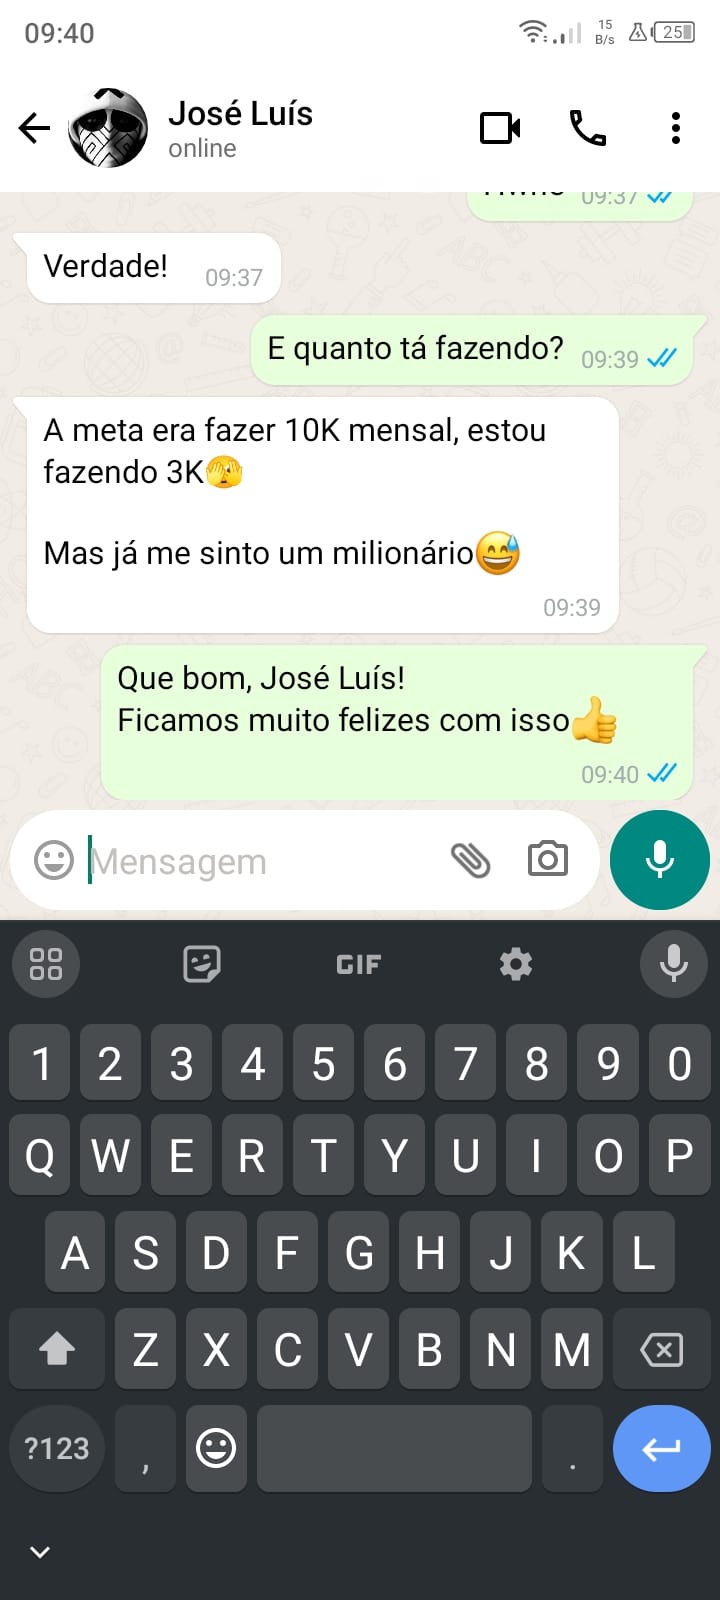 09:40
15
B/s
25
José Luís
online
09:37
Verdade!
09:37
E quanto tá fazendo?
09:39
A meta era fazer 10K mensal, estou
fazendo 3K🫣
Mas já me sinto um milionário😅
09:39
Que bom, José Luís!
Ficamos muito felizes com isso👍
09:40
Mensagem
GIF
1 2 3 4 5 6 7 8 9 0
Q W E R T Y U I O P
A S D F G H J K L
Z X C V B N M
?123 , .